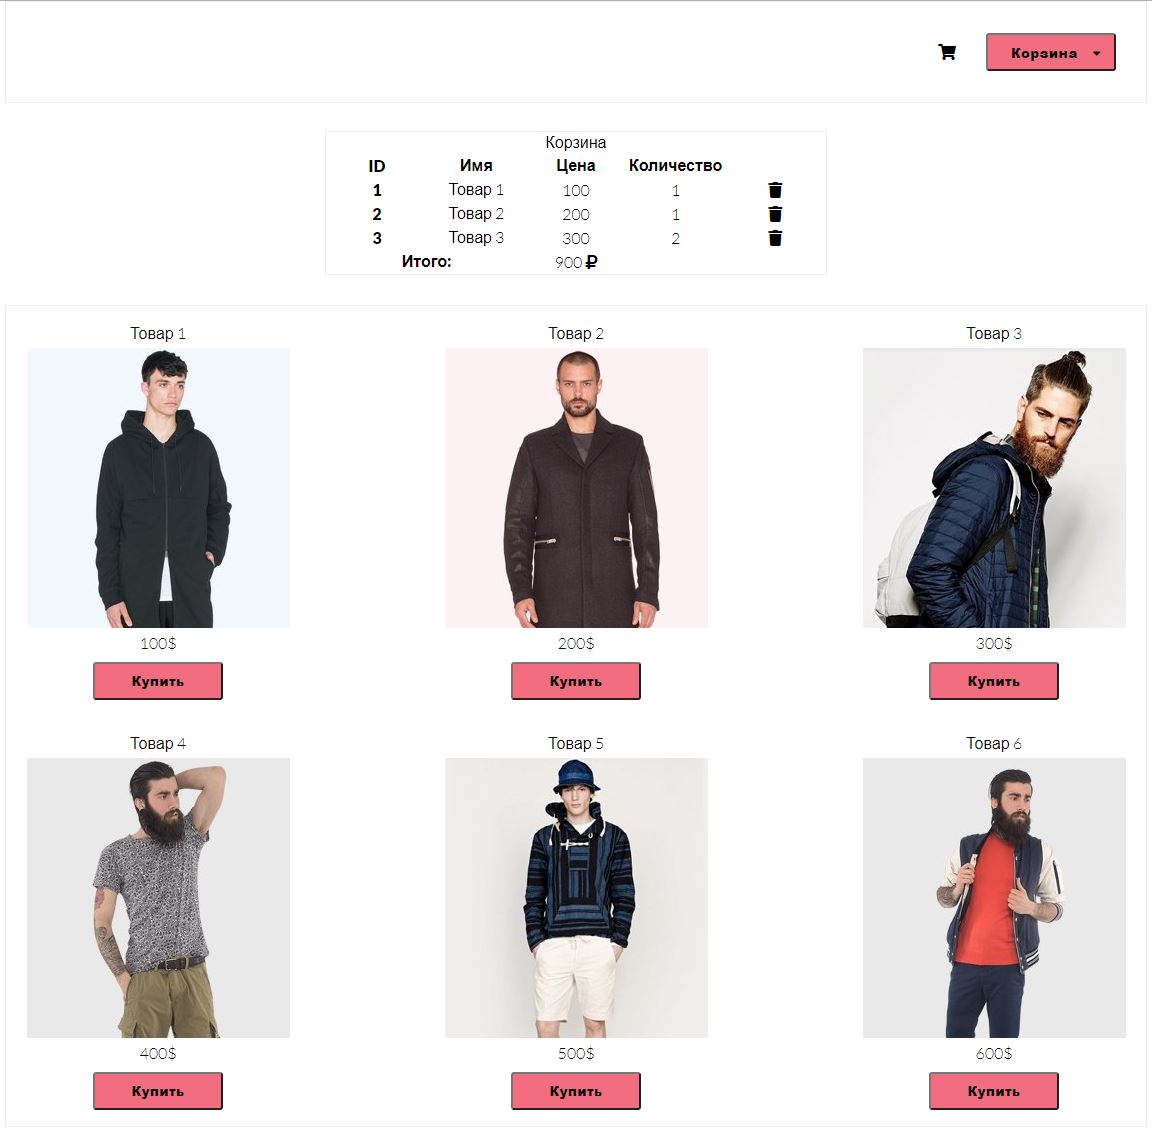 Корзина
Корзина
ID Имя Цена Количество
1 Товар 1 100 1
2 Товар 2 200 1
3 Товар 3 300 2
Итого: 900 ₽
Товар 1 Товар 2 Товар 3
100$ 200$ 300$
Купить Купить Купить
Товар 4 Товар 5 Товар 6
400$ 500$ 600$
Купить Купить Купить